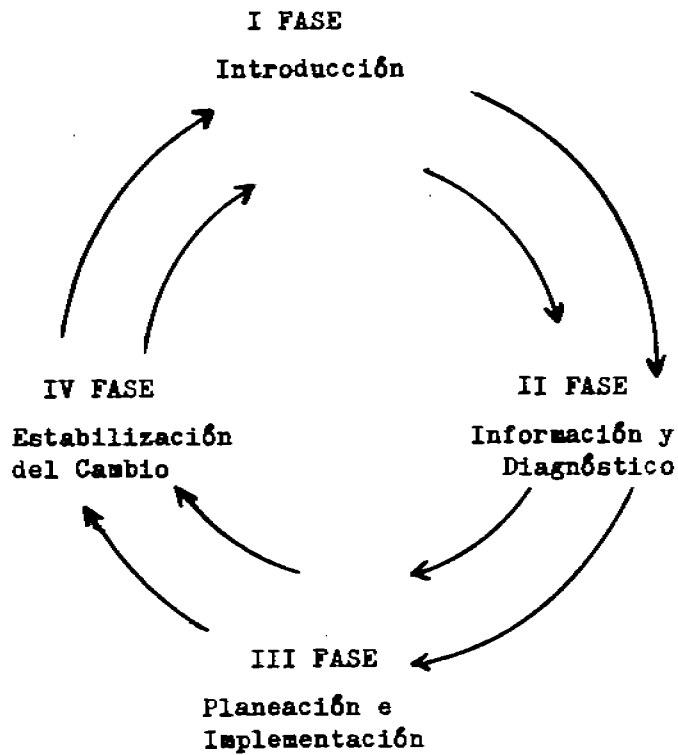 I FASE
Introducción
II FASE
Información y
Diagnóstico
III FASE
Planeación e
Implementación
IV FASE
Estabilización
del Cambio